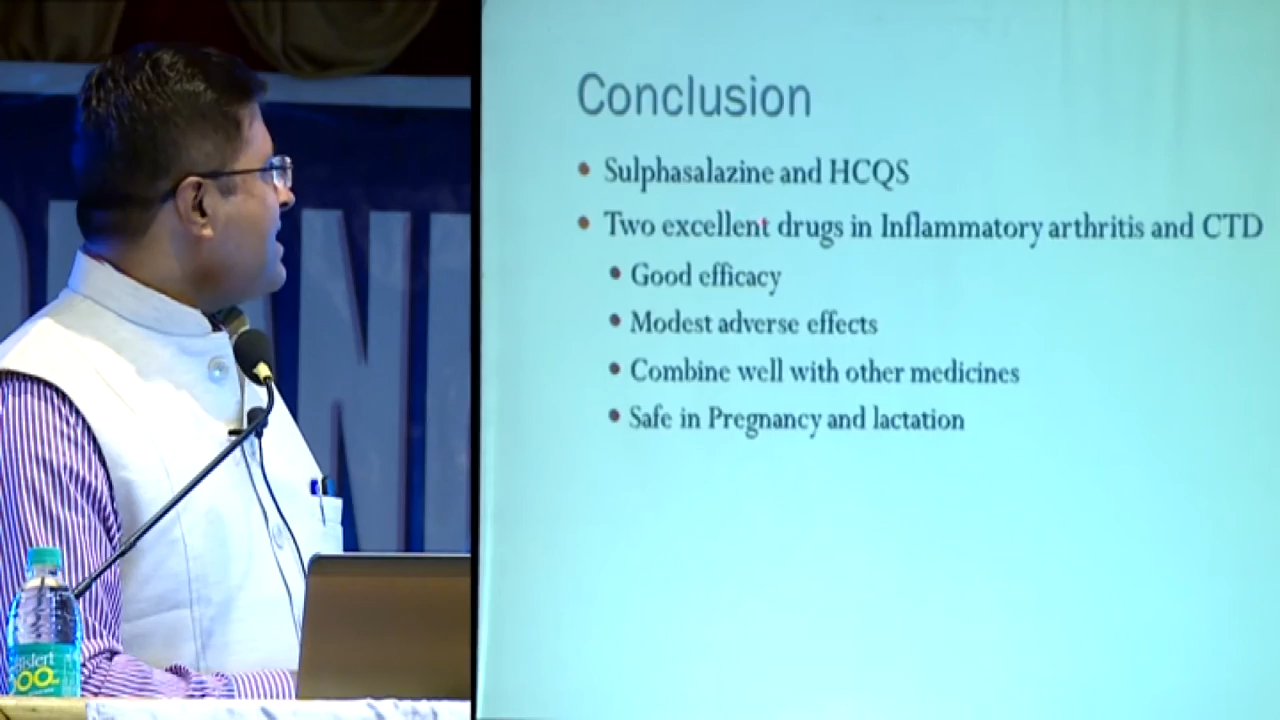 Conclusion
Sulphasalazine and HCQS
Two excellent drugs in Inflammatory arthritis and CTD
Good efficacy
Modest adverse effects
Combine well with other medicines
Safe in Pregnancy and lactation